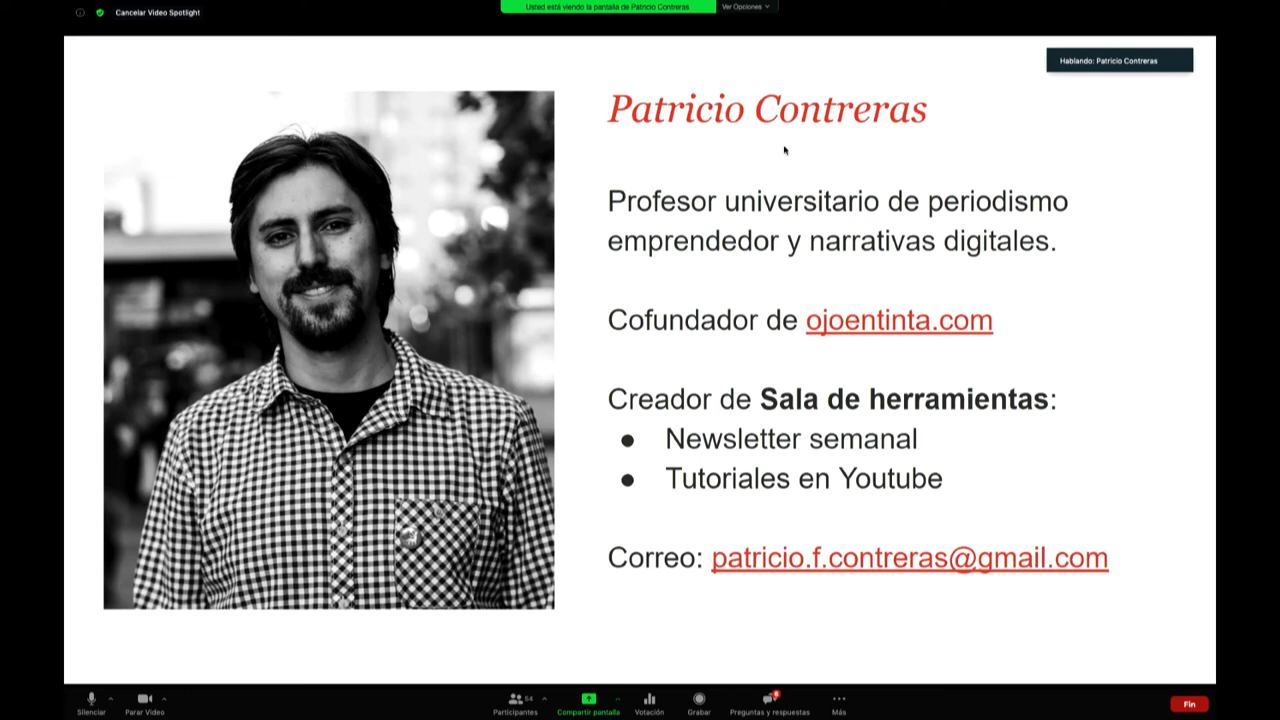 Cancelar Video Spotlight
Usted está viendo la pantalla de Patricio Contreras
Ver Opciones
Hablando: Patricio Contreras
Patricio Contreras
Profesor universitario de periodismo
emprendedor y narrativas digitales.
Cofundador de ojoentinta.com
Creador de Sala de herramientas:
● Newsletter semanal
● Tutoriales en Youtube
Correo: patricio.f.contreras@gmail.com
Silenciar
Parar Video
54
Participantes
Compartir pantalla
Votación
Grabar
6
Preguntas y respuestas
Más
Fin